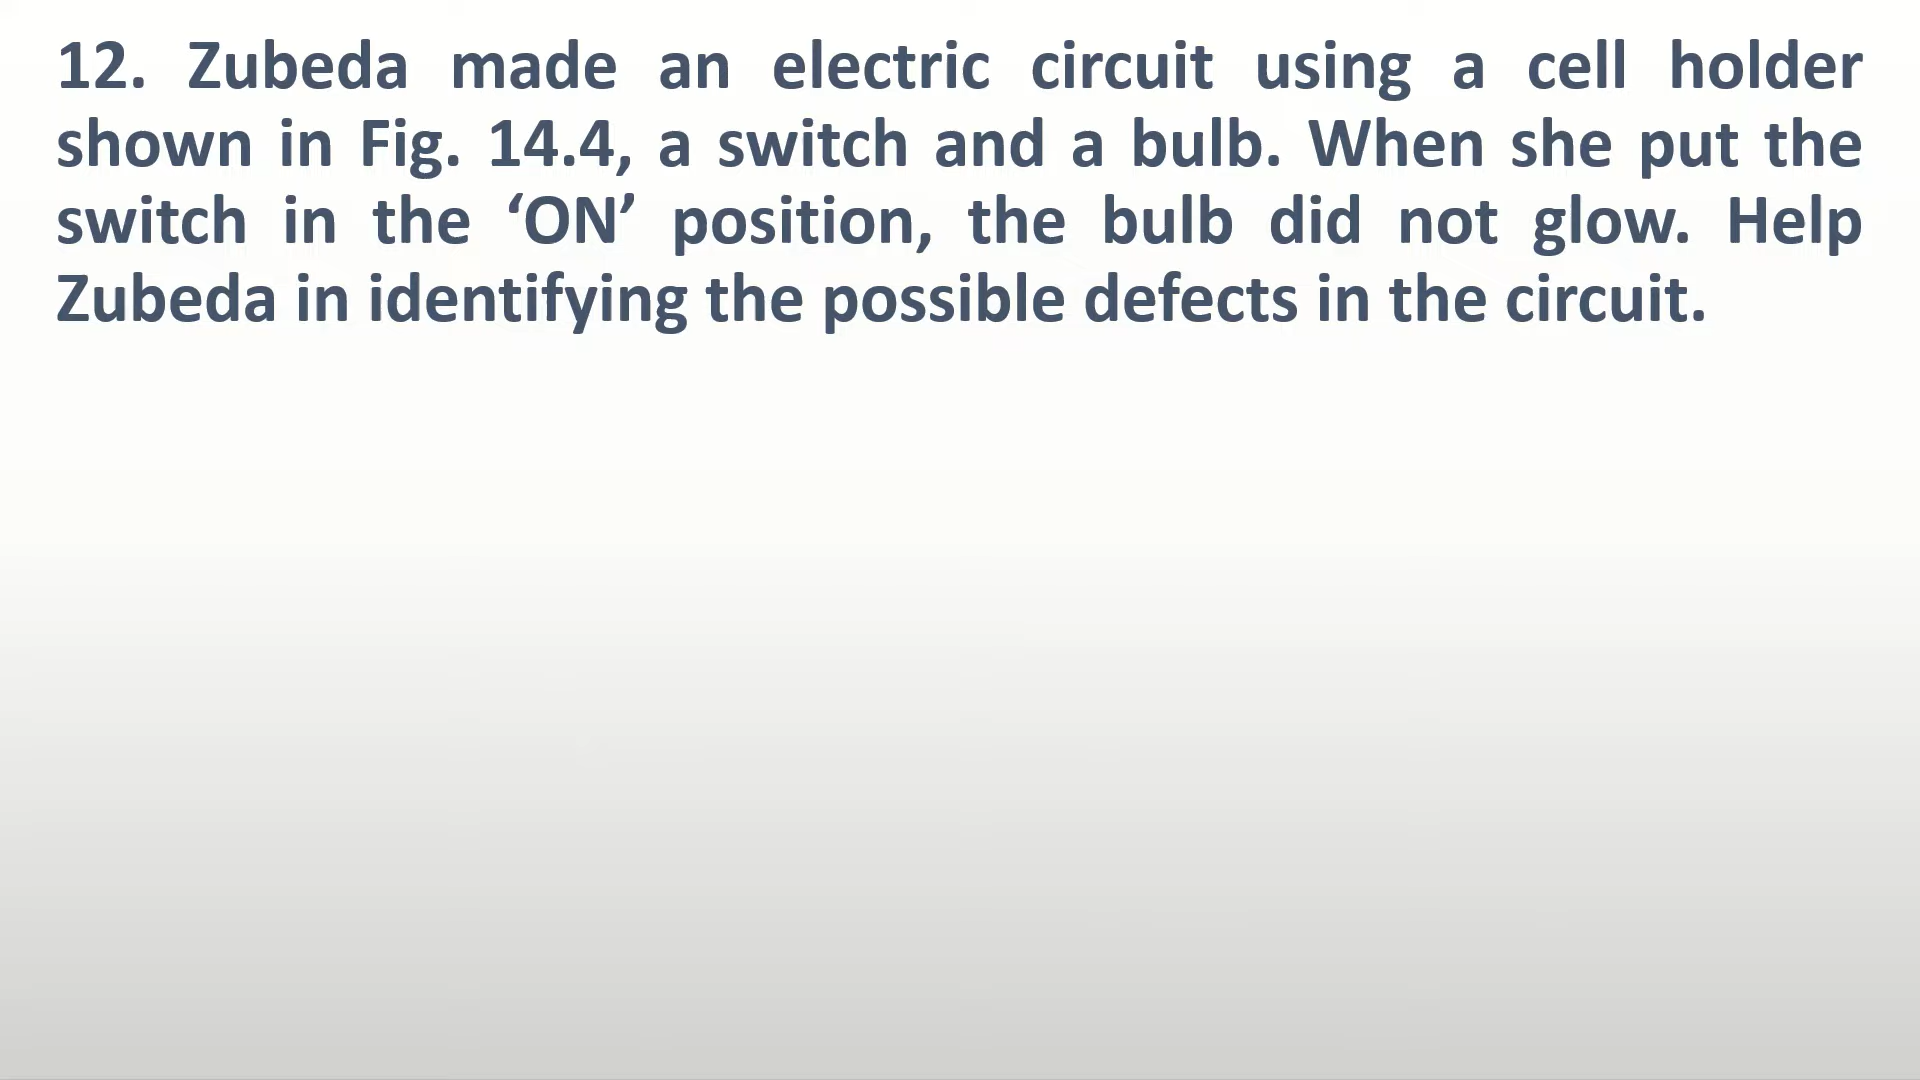 12. Zubeda made an electric circuit using a cell holder
shown in Fig. 14.4, a switch and a bulb. When she put the
switch in the ‘ON’ position, the bulb did not glow. Help
Zubeda in identifying the possible defects in the circuit.